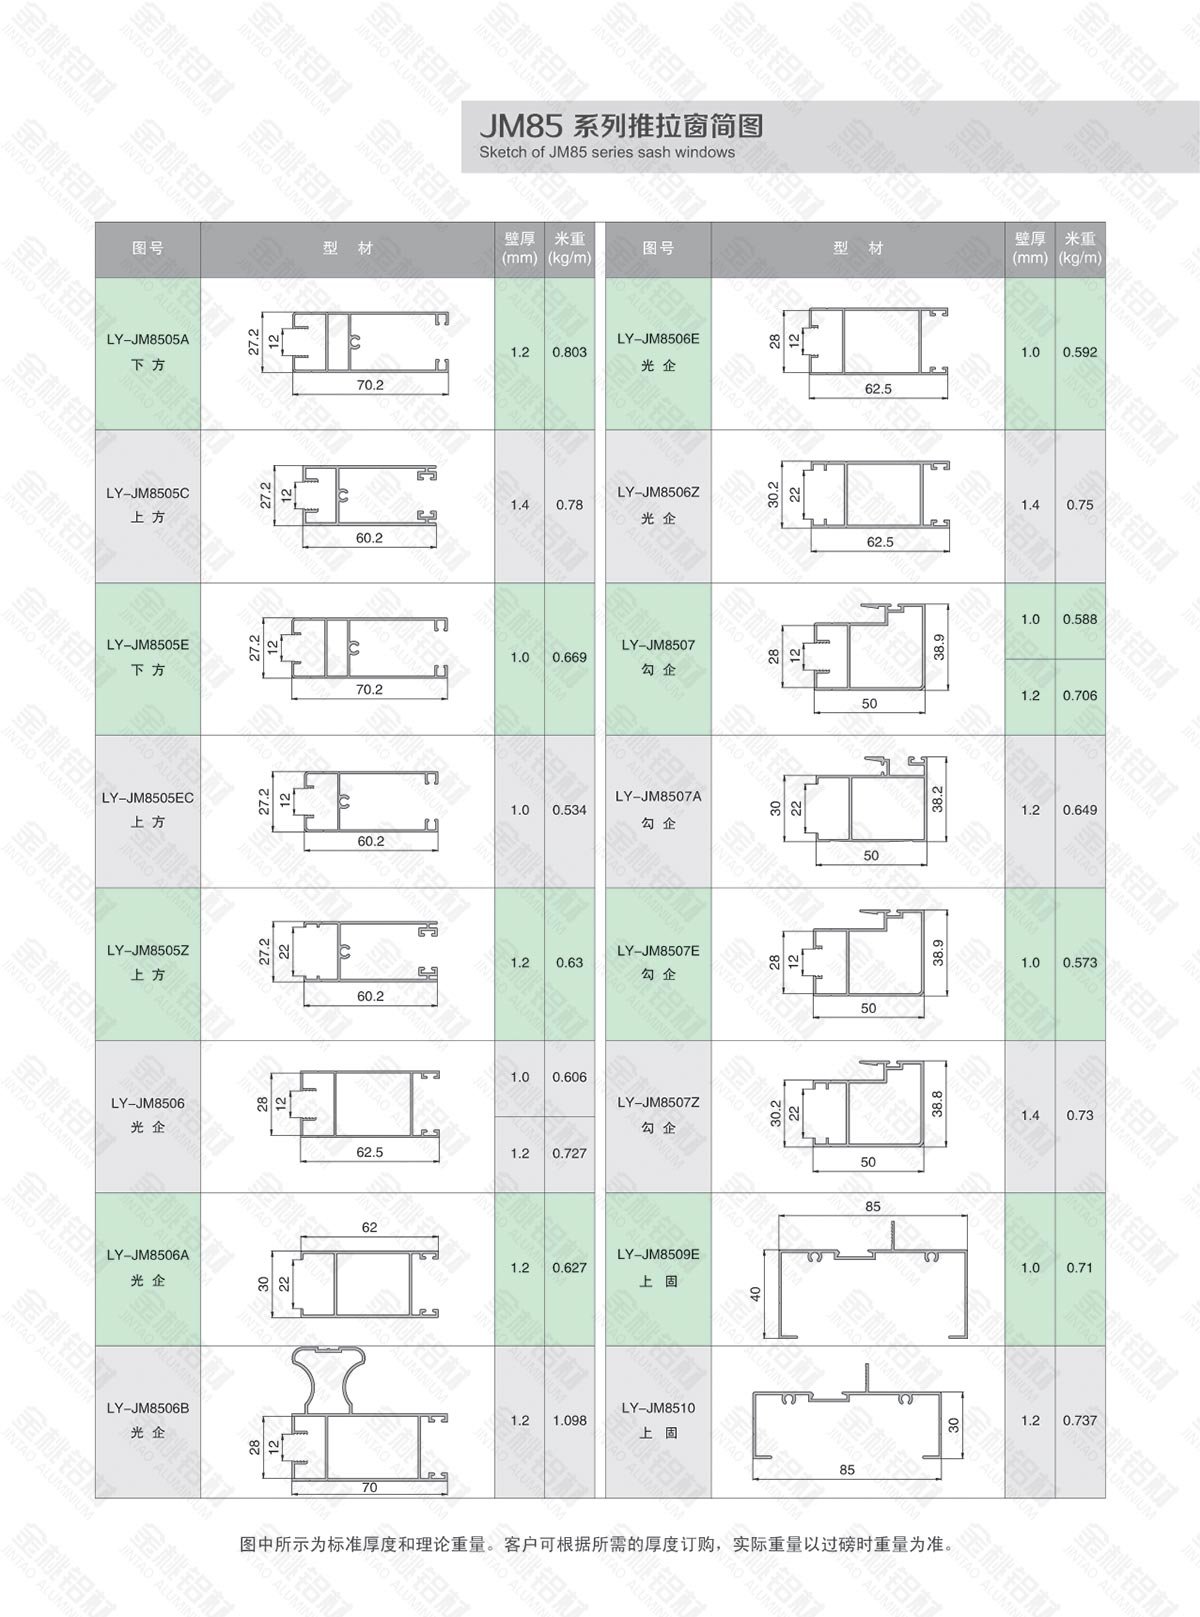 JM85 系列推拉窗简图
Sketch of JM85 series sash windows
图号 型 材 壁厚 (mm) 米重 (kg/m)
LY-JM8505A
下 方
27.2 12 70.2
1.2 0.803
LY-JM8505C
上 方
27.2 12 60.2
1.4 0.78
LY-JM8505E
下 方
27.2 12 70.2
1.0 0.669
LY-JM8505EC
上 方
27.2 12 60.2
1.0 0.534
LY-JM8505Z
上 方
27.2 22 60.2
1.2 0.63
LY-JM8506
光 企
28 12 62.5
1.0 0.606
1.2 0.727
LY-JM8506A
光 企
62 30 22
1.2 0.627
LY-JM8506B
光 企
28 12 70
1.2 1.098
图号 型 材 壁厚 (mm) 米重 (kg/m)
LY-JM8506E
光 企
28 12 62.5
1.0 0.592
LY-JM8506Z
光 企
30.2 22 62.5
1.4 0.75
LY-JM8507
勾 企
28 12 38.9 50
1.0 0.588
1.2 0.706
LY-JM8507A
勾 企
30 22 38.2 50
1.2 0.649
LY-JM8507E
勾 企
28 12 38.9 50
1.0 0.573
LY-JM8507Z
勾 企
30.2 22 38.8 50
1.4 0.73
LY-JM8509E
上 固
85 40
1.0 0.71
LY-JM8510
上 固
30 85
1.2 0.737
图中所示为标准厚度和理论重量。客户可根据所需的厚度订购，实际重量以过磅时重量为准。
金桃铝材
JINTAO ALUMINIUM